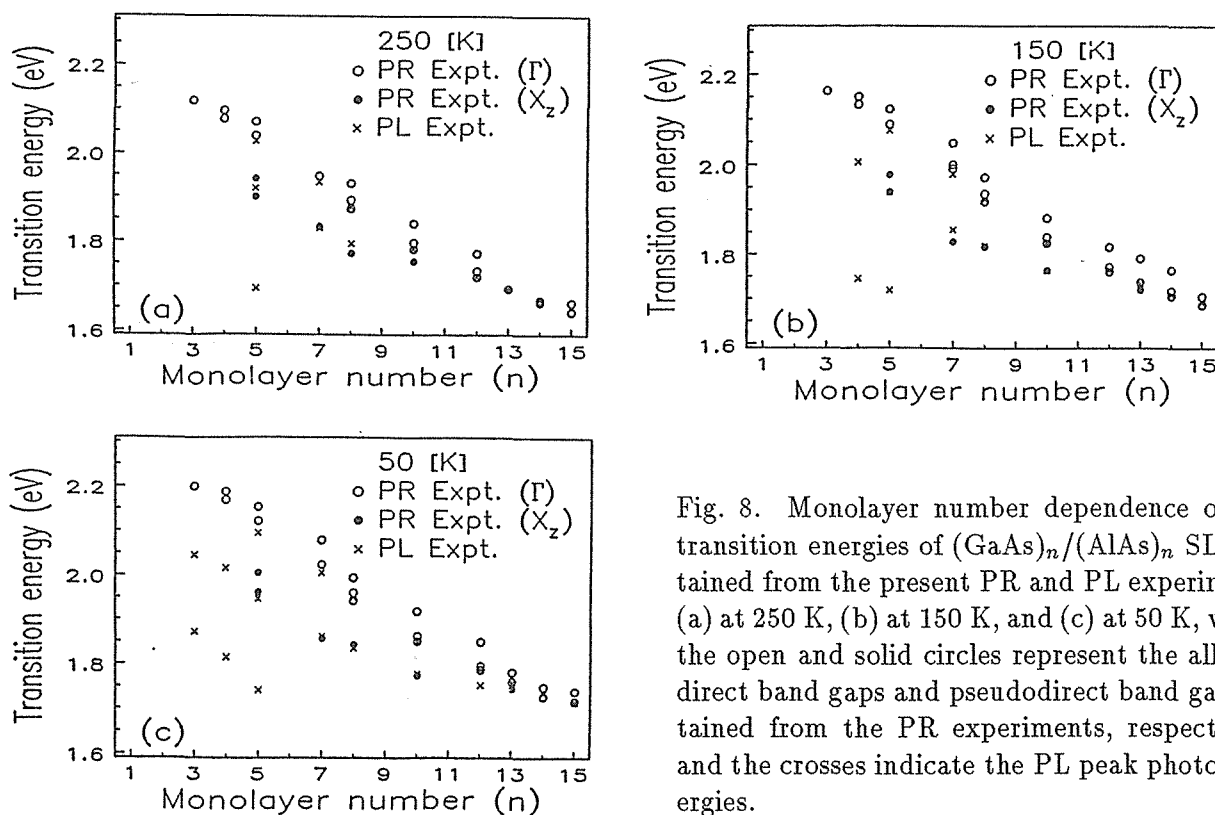 250 [K]
PR Expt. (Γ)
PR Expt. (X_z)
PL Expt.
Transition energy (eV)
2.2
2.0
1.8
1.6
(a)
1 3 5 7 9 11 13 15
Monolayer number (n)
150 [K]
PR Expt. (Γ)
PR Expt. (X_z)
PL Expt.
Transition energy (eV)
2.2
2.0
1.8
1.6
(b)
1 3 5 7 9 11 13 15
Monolayer number (n)
50 [K]
PR Expt. (Γ)
PR Expt. (X_z)
PL Expt.
Transition energy (eV)
2.2
2.0
1.8
1.6
(c)
1 3 5 7 9 11 13 15
Monolayer number (n)
Fig. 8. Monolayer number dependence o
transition energies of (GaAs)_n/(AlAs)_n SL
tained from the present PR and PL experim
(a) at 250 K, (b) at 150 K, and (c) at 50 K,
the open and solid circles represent the all
direct band gaps and pseudodirect band ga
tained from the PR experiments, respect
and the crosses indicate the PL peak photo
ergies.